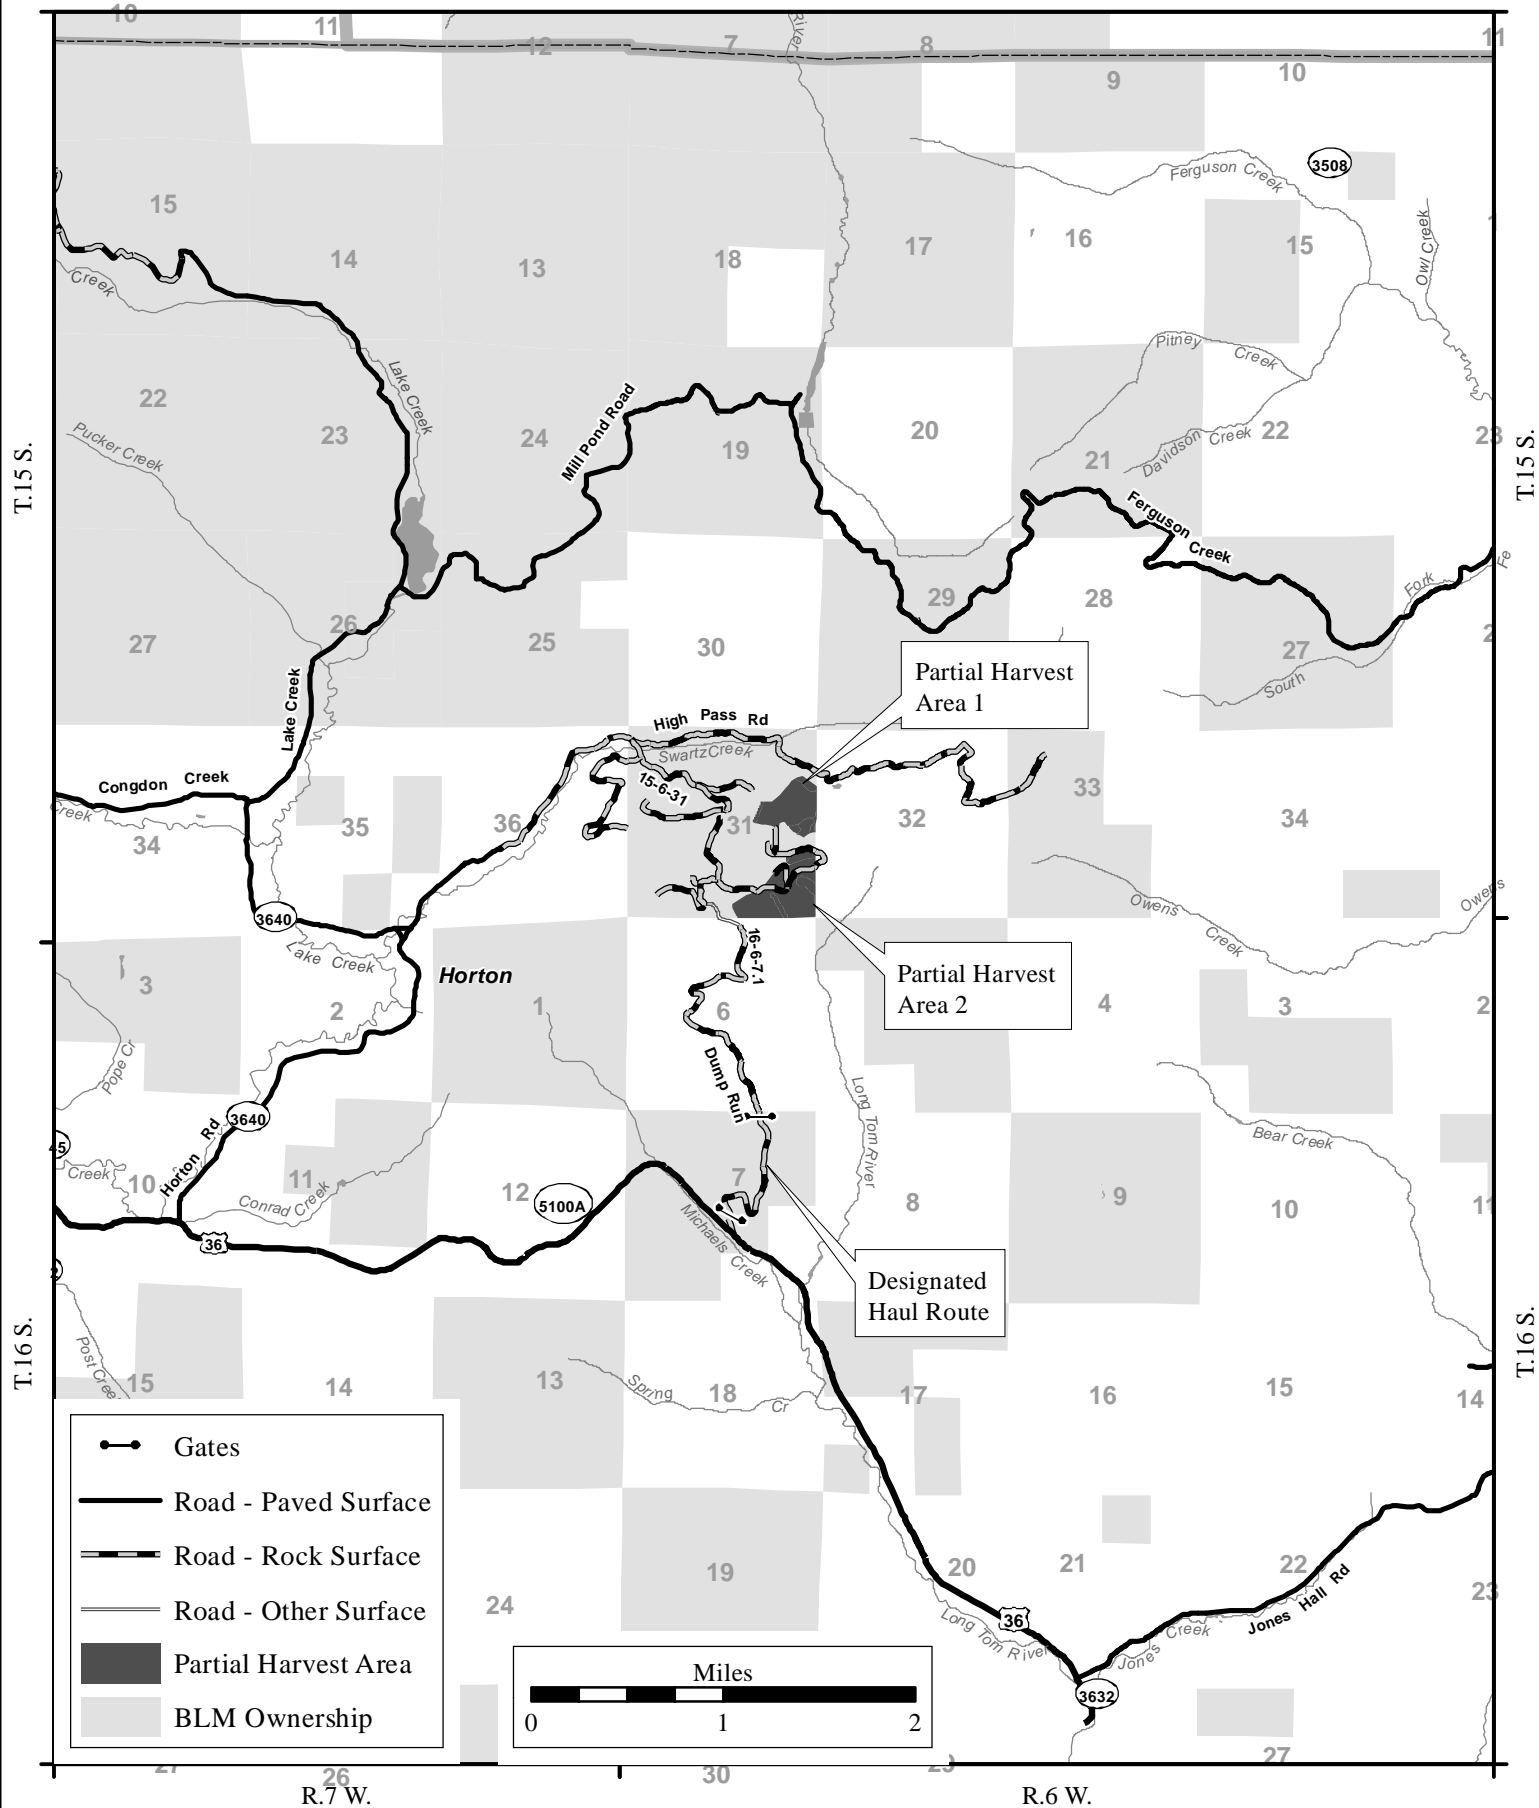 10
11
12
7
8
9
10
11
River
3508
Ferguson Creek
15
14
13
18
17
16
15
Owl Creek
Creek
Lake Creek
Pitney Creek
22
23
24
Mill Pond Road
19
20
21
Davidson Creek
22
23
Pucker Creek
T.15 S.
T.15 S.
Ferguson Creek
Fork
Fe
27
26
25
30
29
28
27
2
South
Partial Harvest
Area 1
Lake Creek
High Pass Rd
Swartz Creek
Congdon Creek
15-6-31
Creek
34
35
36
31
32
33
34
3640
Lake Creek
Horton
16-6-7.1
Owens Creek
Owens
Partial Harvest
Area 2
3
2
1
6
4
3
2
Pope Cr
Dump Run
Long Tom River
3640
Horton Rd
Bear Creek
Creek
10
11
Conrad Creek
12
5100A
7
8
9
10
11
36
Michaels Creek
Designated
Haul Route
T.16 S.
T.16 S.
Post Cree
15
14
13
Spring Cr
18
17
16
15
14
Gates
Road - Paved Surface
Road - Rock Surface
Road - Other Surface
Partial Harvest Area
BLM Ownership
24
19
20
21
22
23
Long Tom River
36
Jones Creek
Jones Hall Rd
3632
Miles
0 1 2
27
26
30
29
27
R.7 W.
R.6 W.